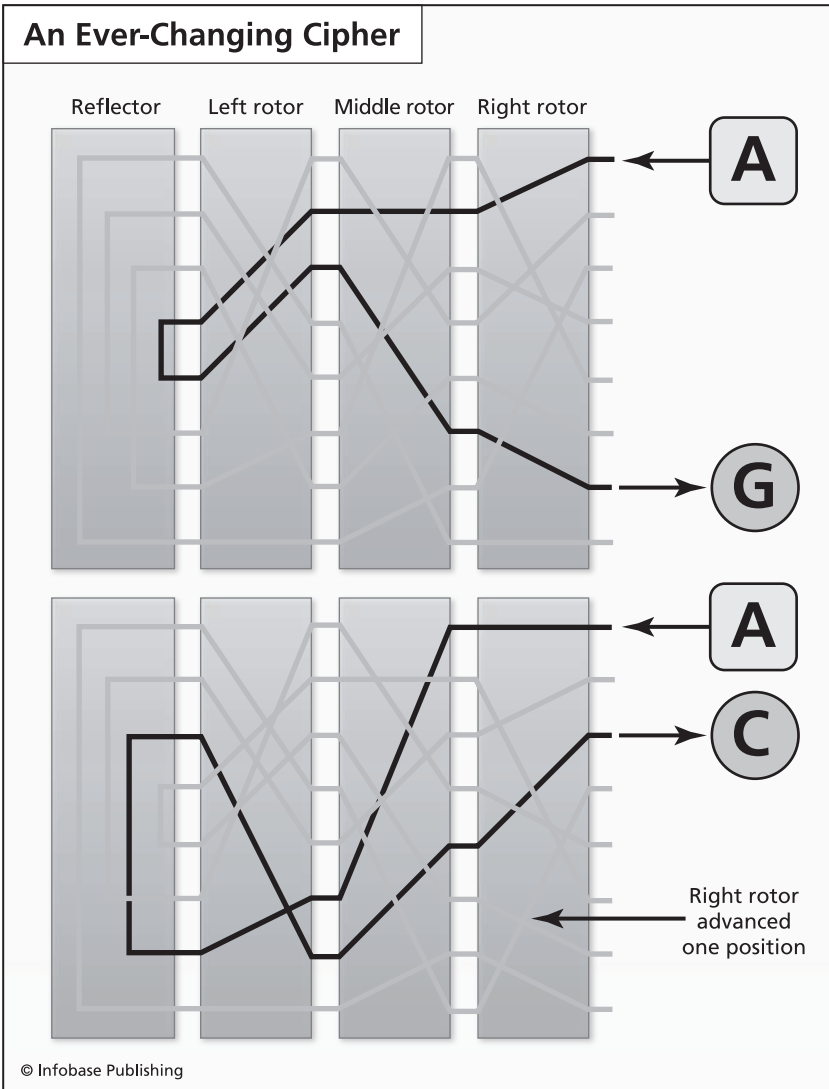 An Ever-Changing Cipher
Reflector Left rotor Middle rotor Right rotor
A
G
A
C
Right rotor
advanced
one position
© Infobase Publishing